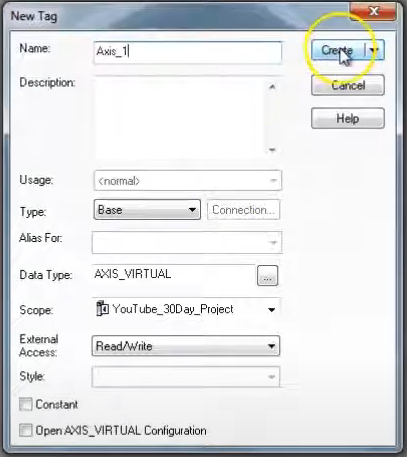 New Tag
Name: Axis_1 Create
Description: Cancel
Help
Usage: <normal>
Type: Base Connection...
Alias For:
Data Type: AXIS_VIRTUAL ...
Scope: YouTube_30Day_Project
External Access: Read/Write
Style:
Constant
Open AXIS_VIRTUAL Configuration